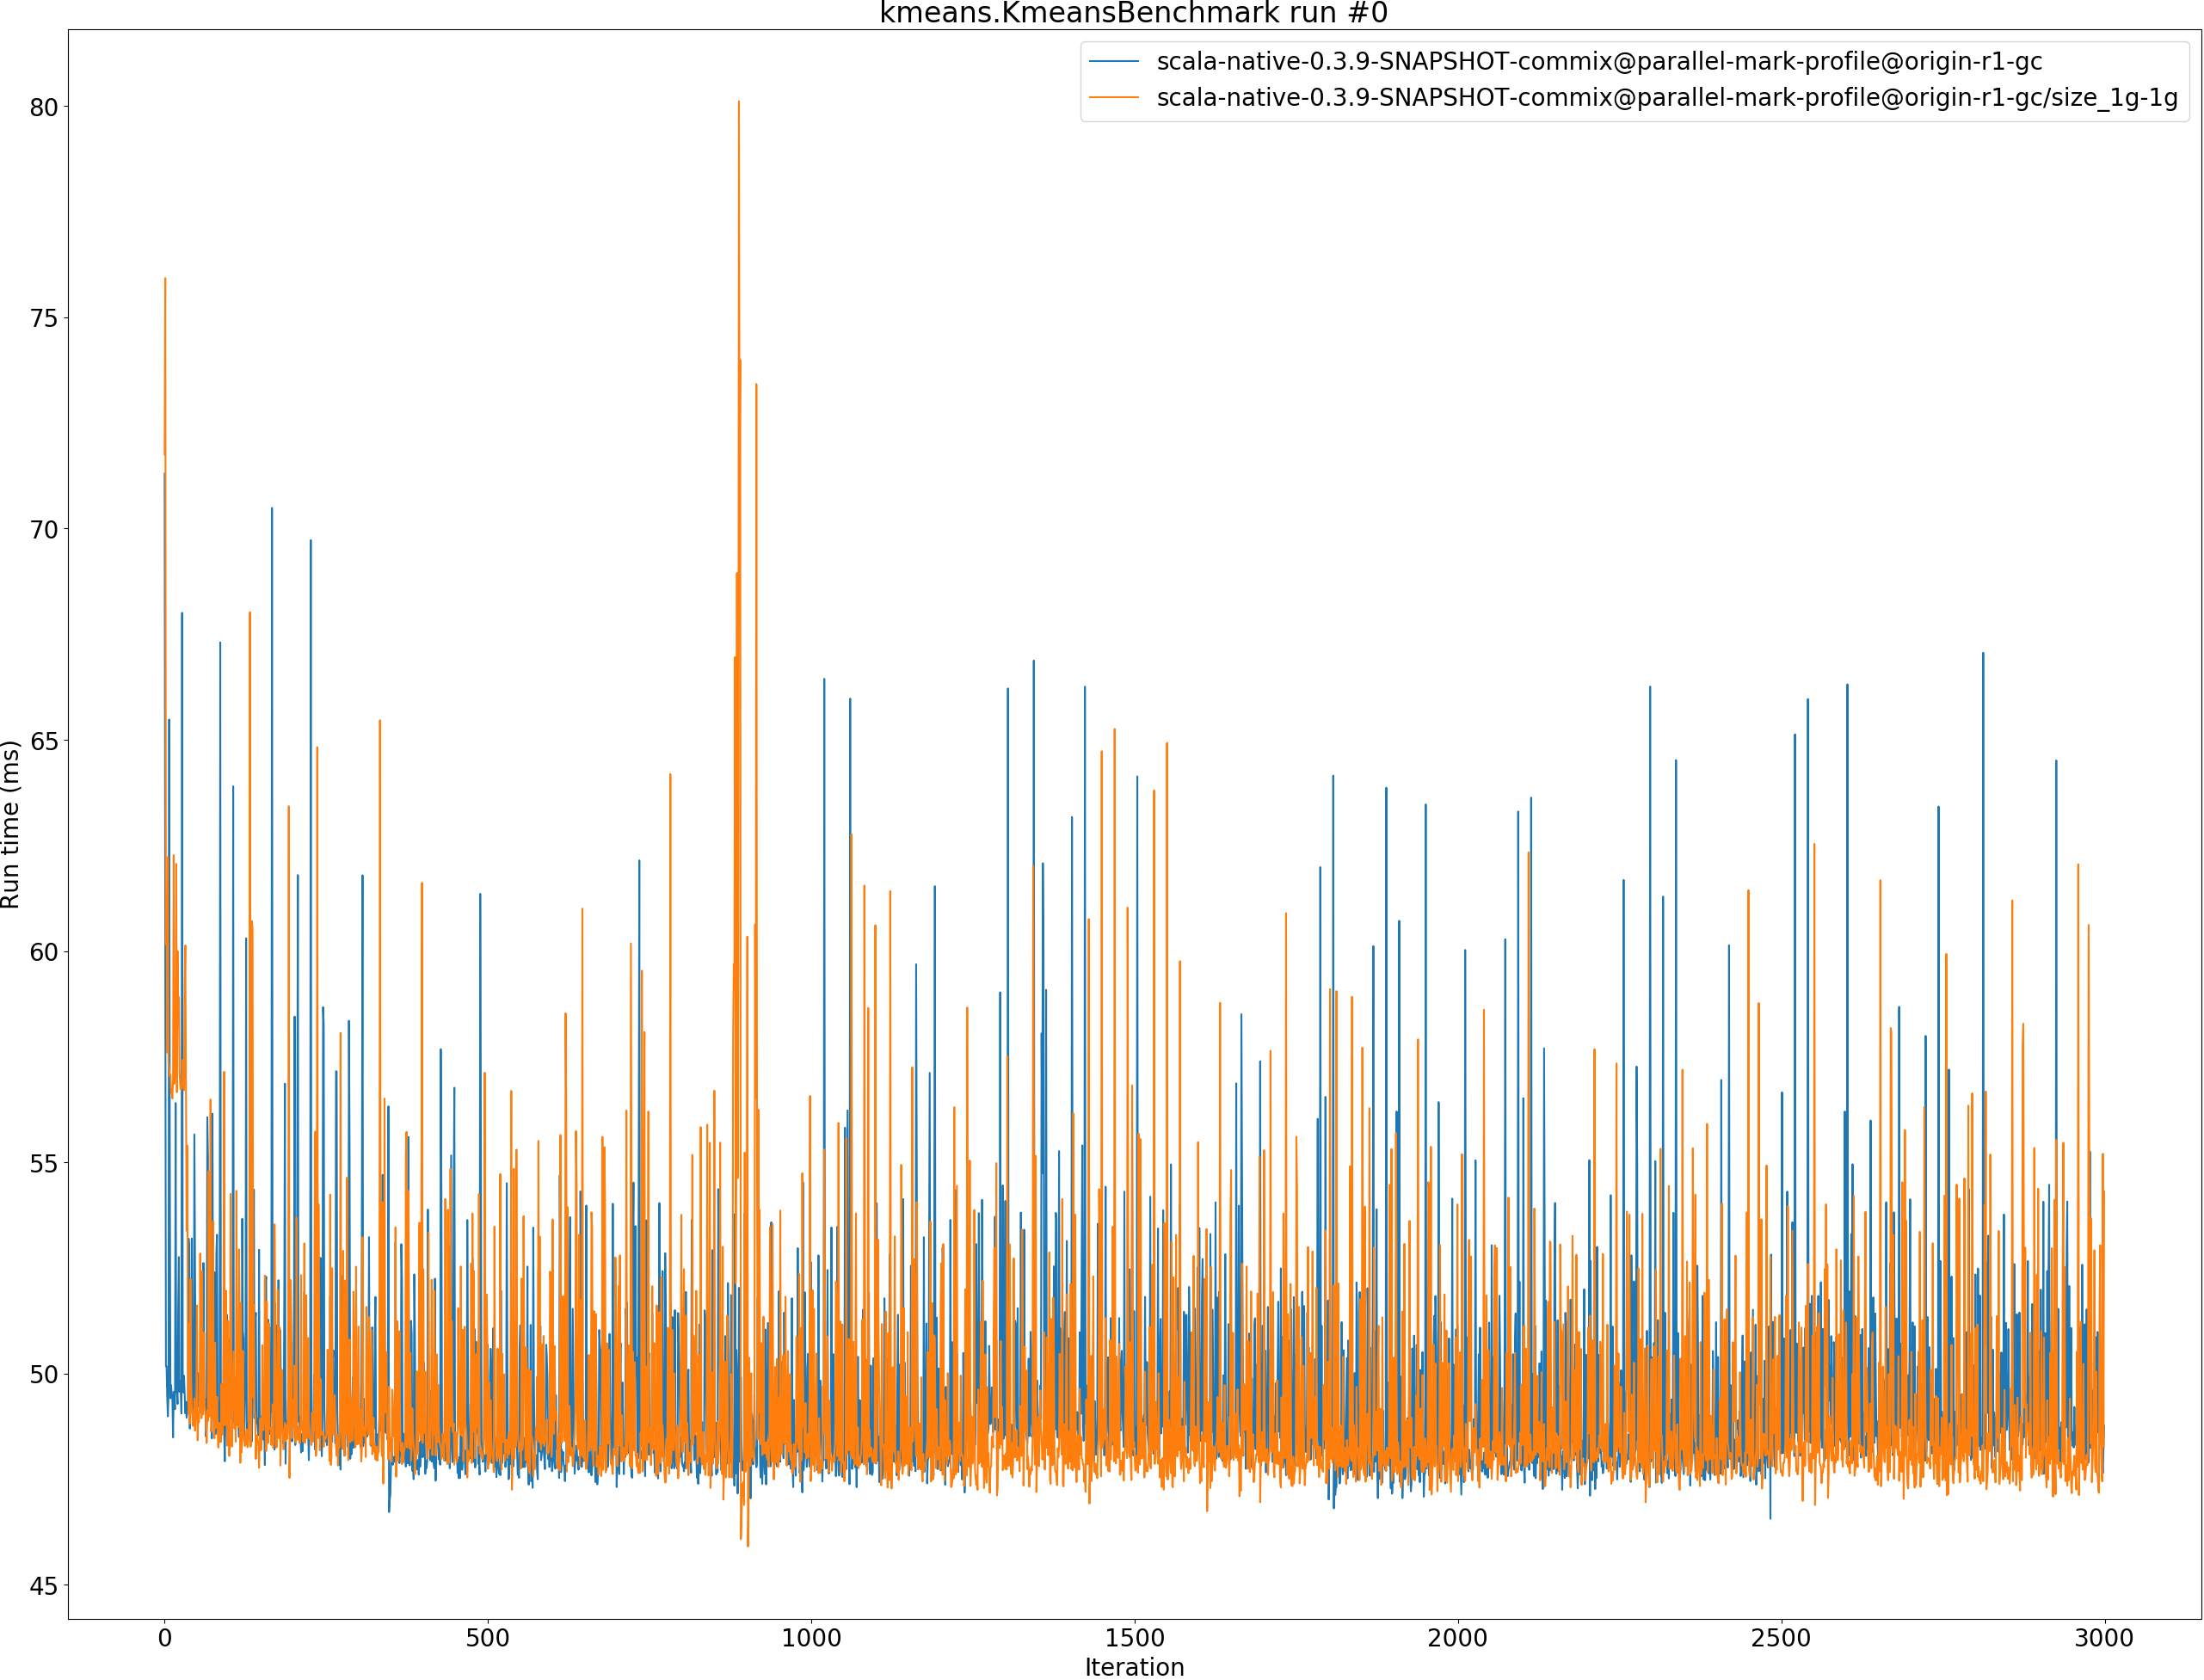 kmeans.KmeansBenchmark run #0
scala-native-0.3.9-SNAPSHOT-commix@parallel-mark-profile@origin-r1-gc
scala-native-0.3.9-SNAPSHOT-commix@parallel-mark-profile@origin-r1-gc/size_1g-1g
80
75
70
65
60
55
50
45
Run time (ms)
0 500 1000 1500 2000 2500 3000
Iteration